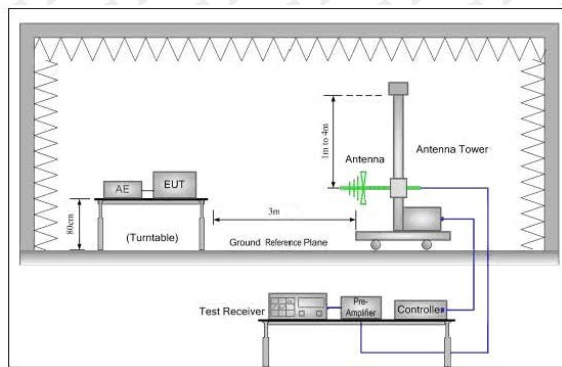 1m to 4m
Antenna
Antenna Tower
AE
EUT
80cm
(Turntable)
3m
Ground Reference Plane
Test Receiver
Pre-
Amplifier
Controller